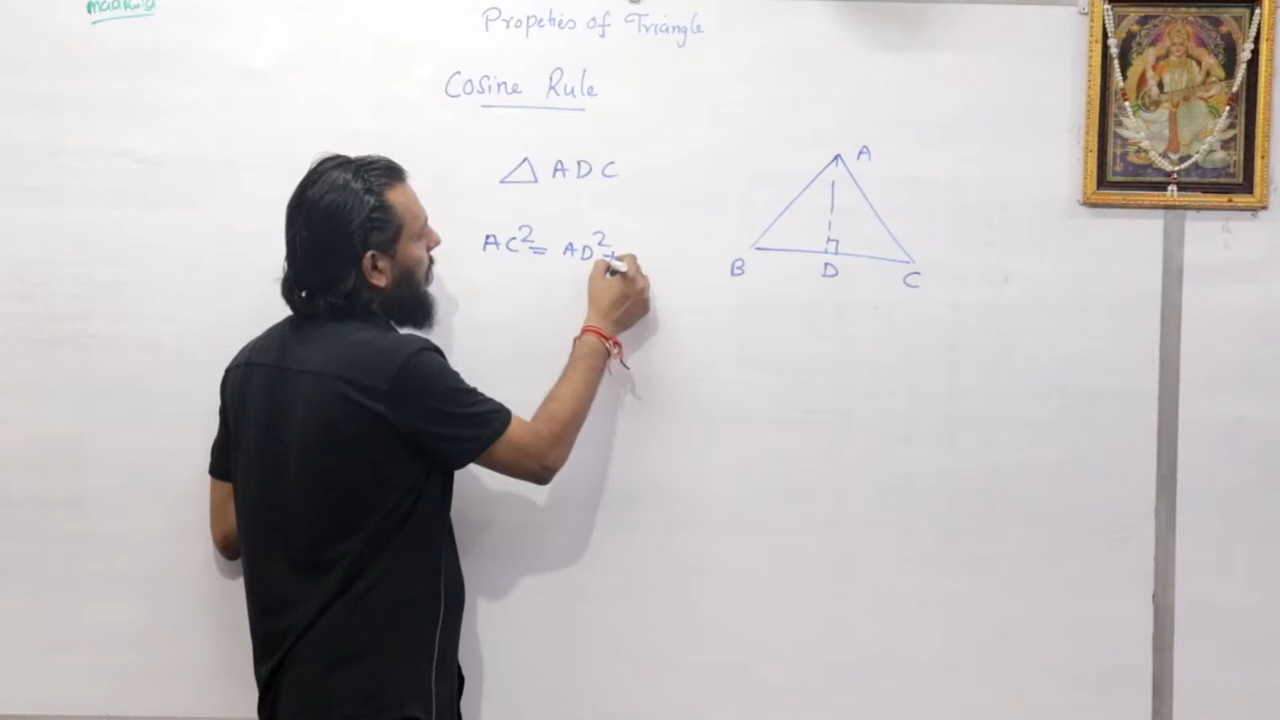 Propeties of Triangle
Cosine Rule
△ ADC
AC² = AD² +
A
B
D
C